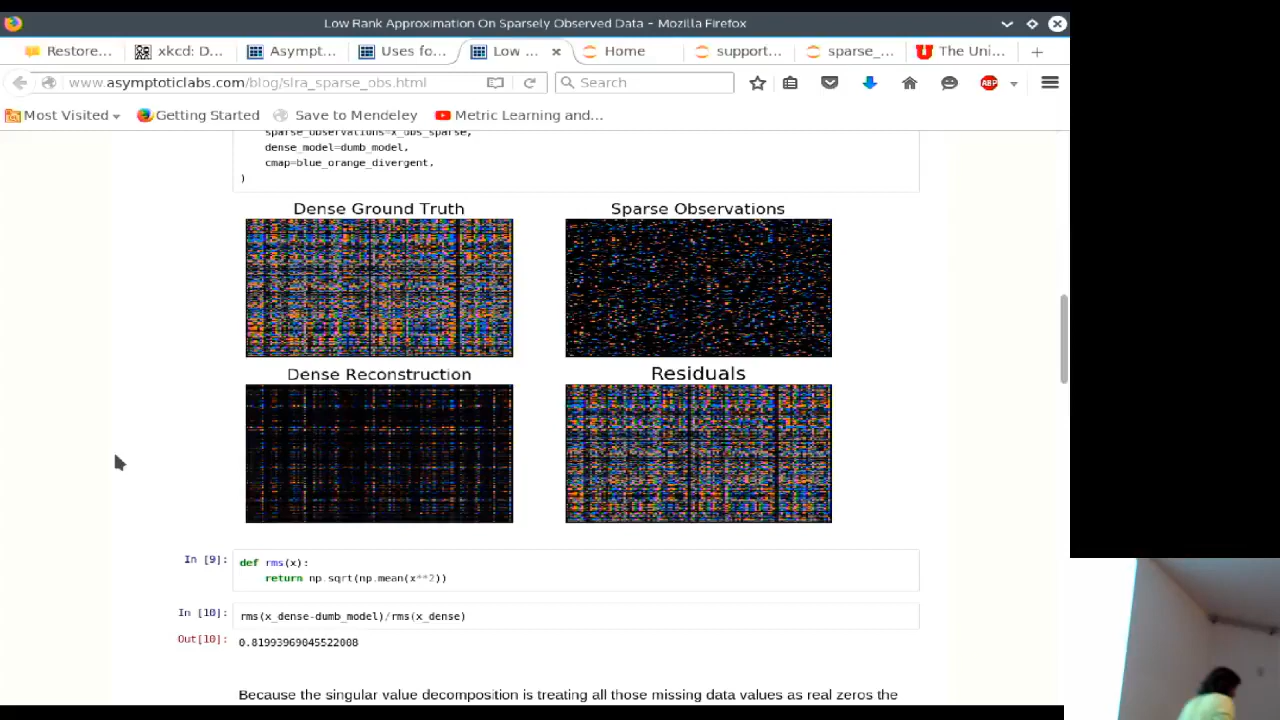 Low Rank Approximation On Sparsely Observed Data - Mozilla Firefox
Restore... xkcd: D... Asympt... Uses fo... Low ... Home support... sparse_... The Uni...
www.asymptoticlabs.com/blog/slra_sparse_obs.html Search ABP
Most Visited Getting Started Save to Mendeley Metric Learning and...
sparse_observations=x_obs_sparse,
dense_model=dumb_model,
cmap=blue_orange_divergent,
)
Dense Ground Truth Sparse Observations
Dense Reconstruction Residuals
In [9]: def rms(x):
return np.sqrt(np.mean(x**2))
In [10]: rms(x_dense-dumb_model)/rms(x_dense)
Out[10]: 0.81993969045522008
Because the singular value decomposition is treating all those missing data values as real zeros the